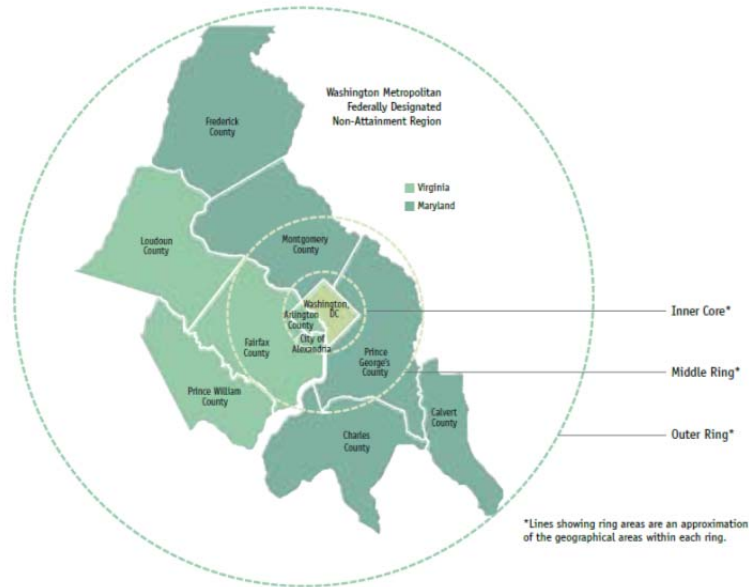 Washington Metropolitan
Federally Designated
Non-Attainment Region
Frederick
County
Virginia
Maryland
Loudoun
County
Montgomery
County
Washington,
DC
Arlington
County
City of
Alexandria
Fairfax
County
Prince
George's
County
Prince William
County
Calvert
County
Charles
County
Inner Core*
Middle Ring*
Outer Ring*
*Lines showing ring areas are an approximation
of the geographical areas within each ring.